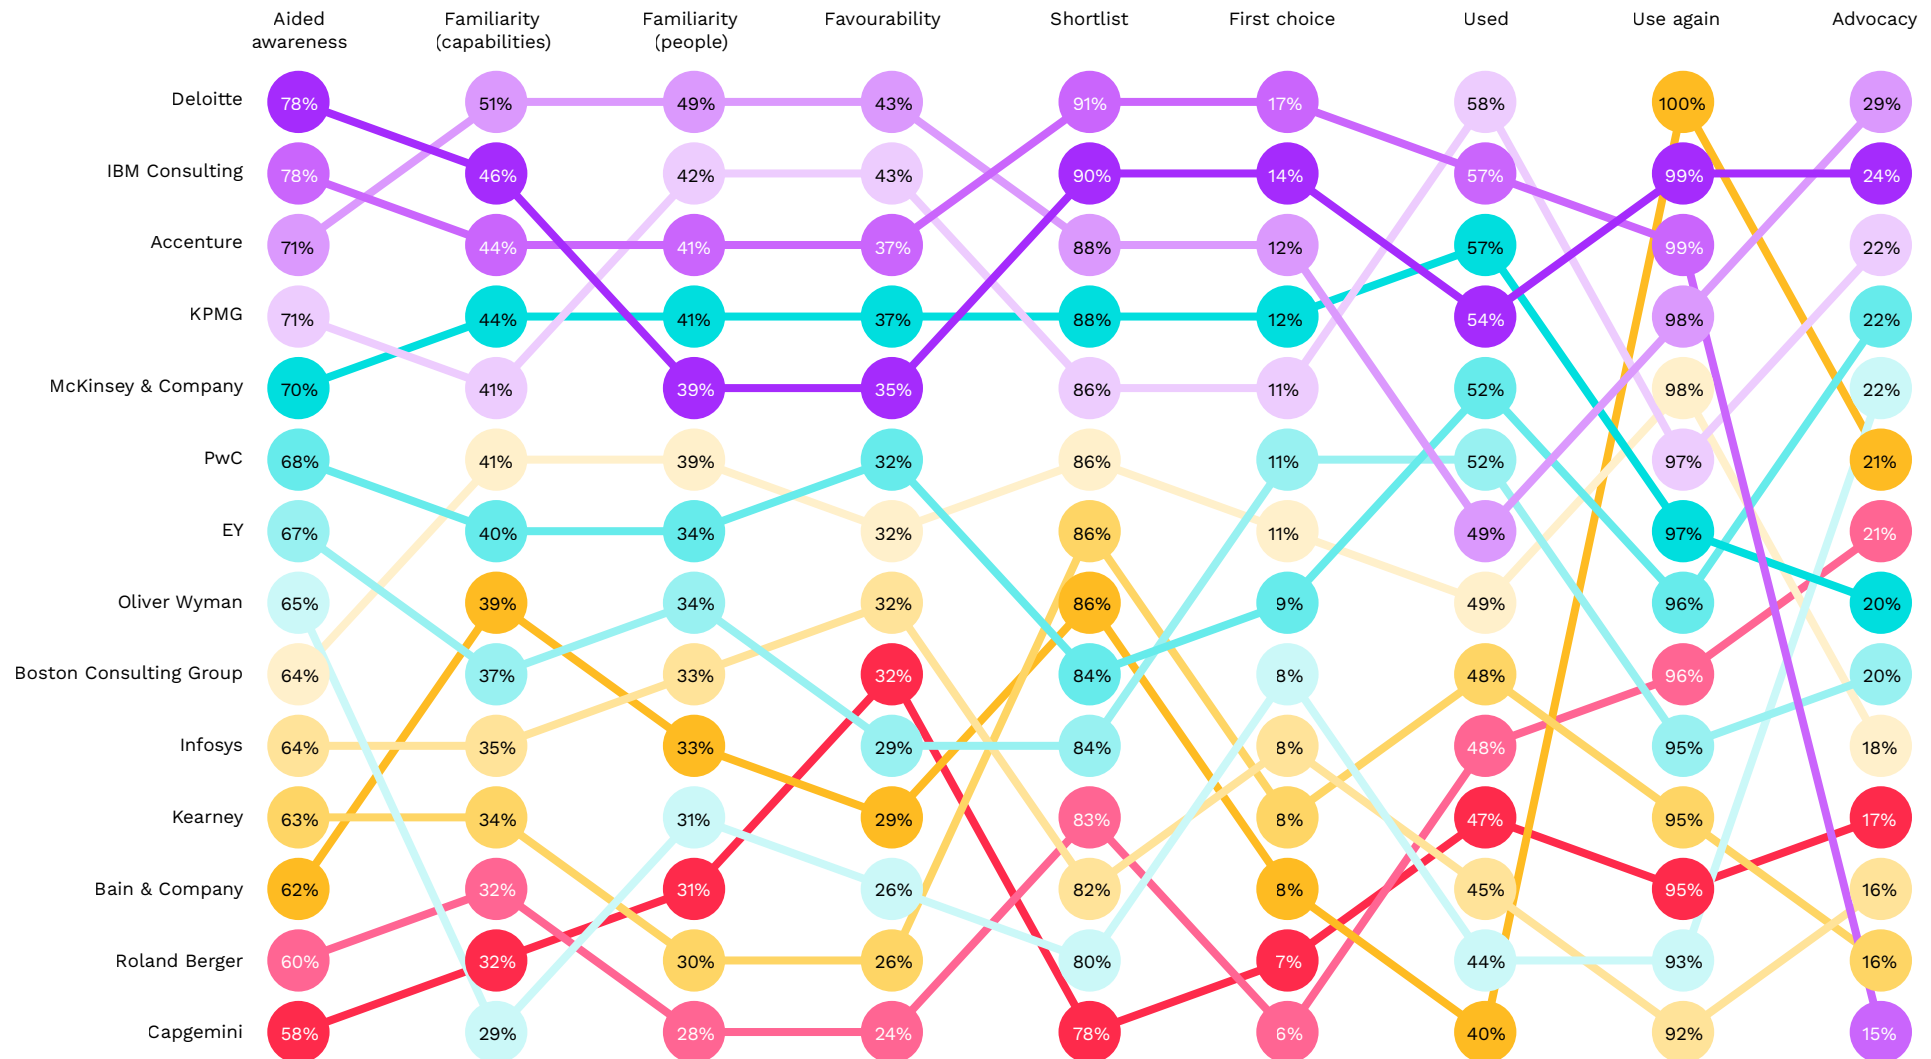 Aided awareness
Familiarity (capabilities)
Familiarity (people)
Favourability
Shortlist
First choice
Used
Use again
Advocacy
Deloitte 78% 51% 49% 43% 91% 17% 58% 100% 29%
IBM Consulting 78% 46% 42% 43% 90% 14% 57% 99% 24%
Accenture 71% 44% 41% 37% 88% 12% 57% 99% 22%
KPMG 71% 44% 41% 37% 88% 12% 54% 98% 22%
McKinsey & Company 70% 41% 39% 35% 86% 11% 52% 98% 22%
PwC 68% 41% 39% 32% 86% 11% 52% 97% 21%
EY 67% 40% 34% 32% 86% 11% 49% 97% 21%
Oliver Wyman 65% 39% 34% 32% 86% 9% 49% 96% 20%
Boston Consulting Group 64% 37% 33% 32% 84% 8% 48% 96% 20%
Infosys 64% 35% 33% 29% 84% 8% 48% 95% 18%
Kearney 63% 34% 31% 29% 83% 8% 47% 95% 17%
Bain & Company 62% 32% 31% 26% 82% 8% 45% 95% 16%
Roland Berger 60% 32% 30% 26% 80% 7% 44% 93% 16%
Capgemini 58% 29% 28% 24% 78% 6% 40% 92% 15%